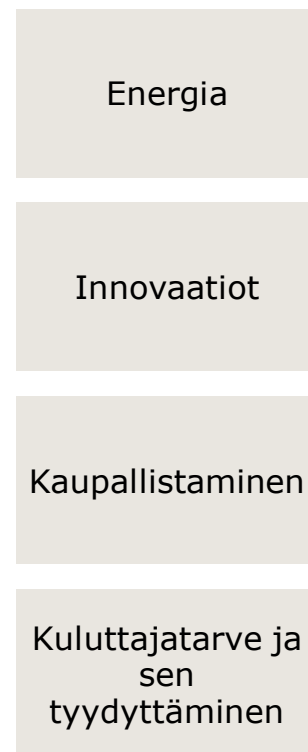 Energia
Innovaatiot
Kaupallistaminen
Kuluttajatarve ja
sen
tyydyttäminen